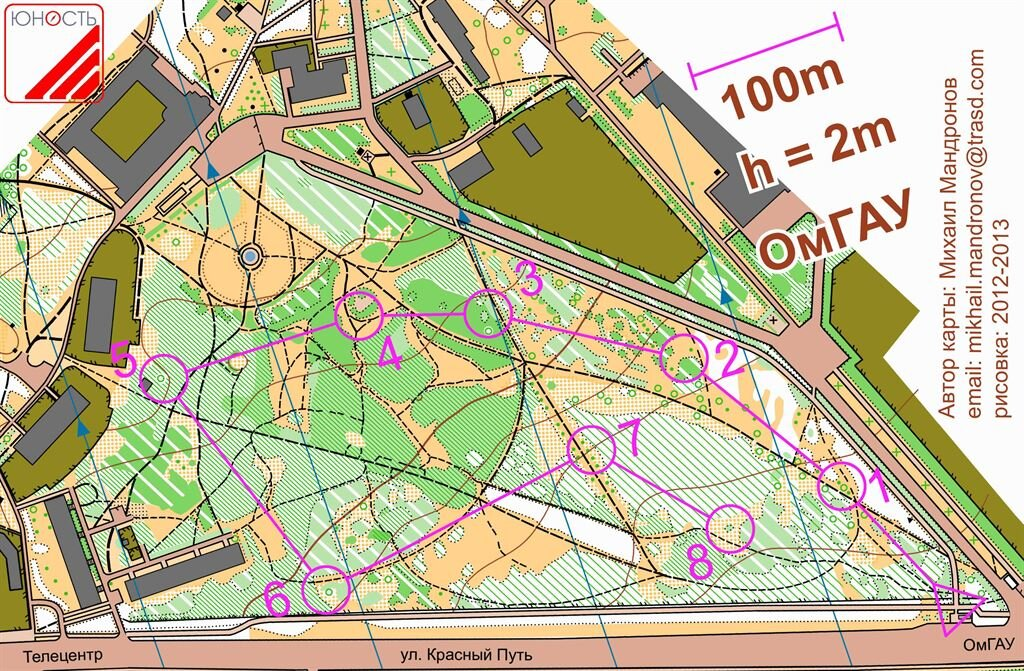 ЮНОСТЬ
100m
h = 2m
ОмГАУ
Автор карты: Михаил Мандронов
email: mikhail.mandronov@trasd.com
рисовка: 2012-2013
3
2
4
5
7
1
8
6
Телецентр
ул. Красный Путь
ОмГАУ